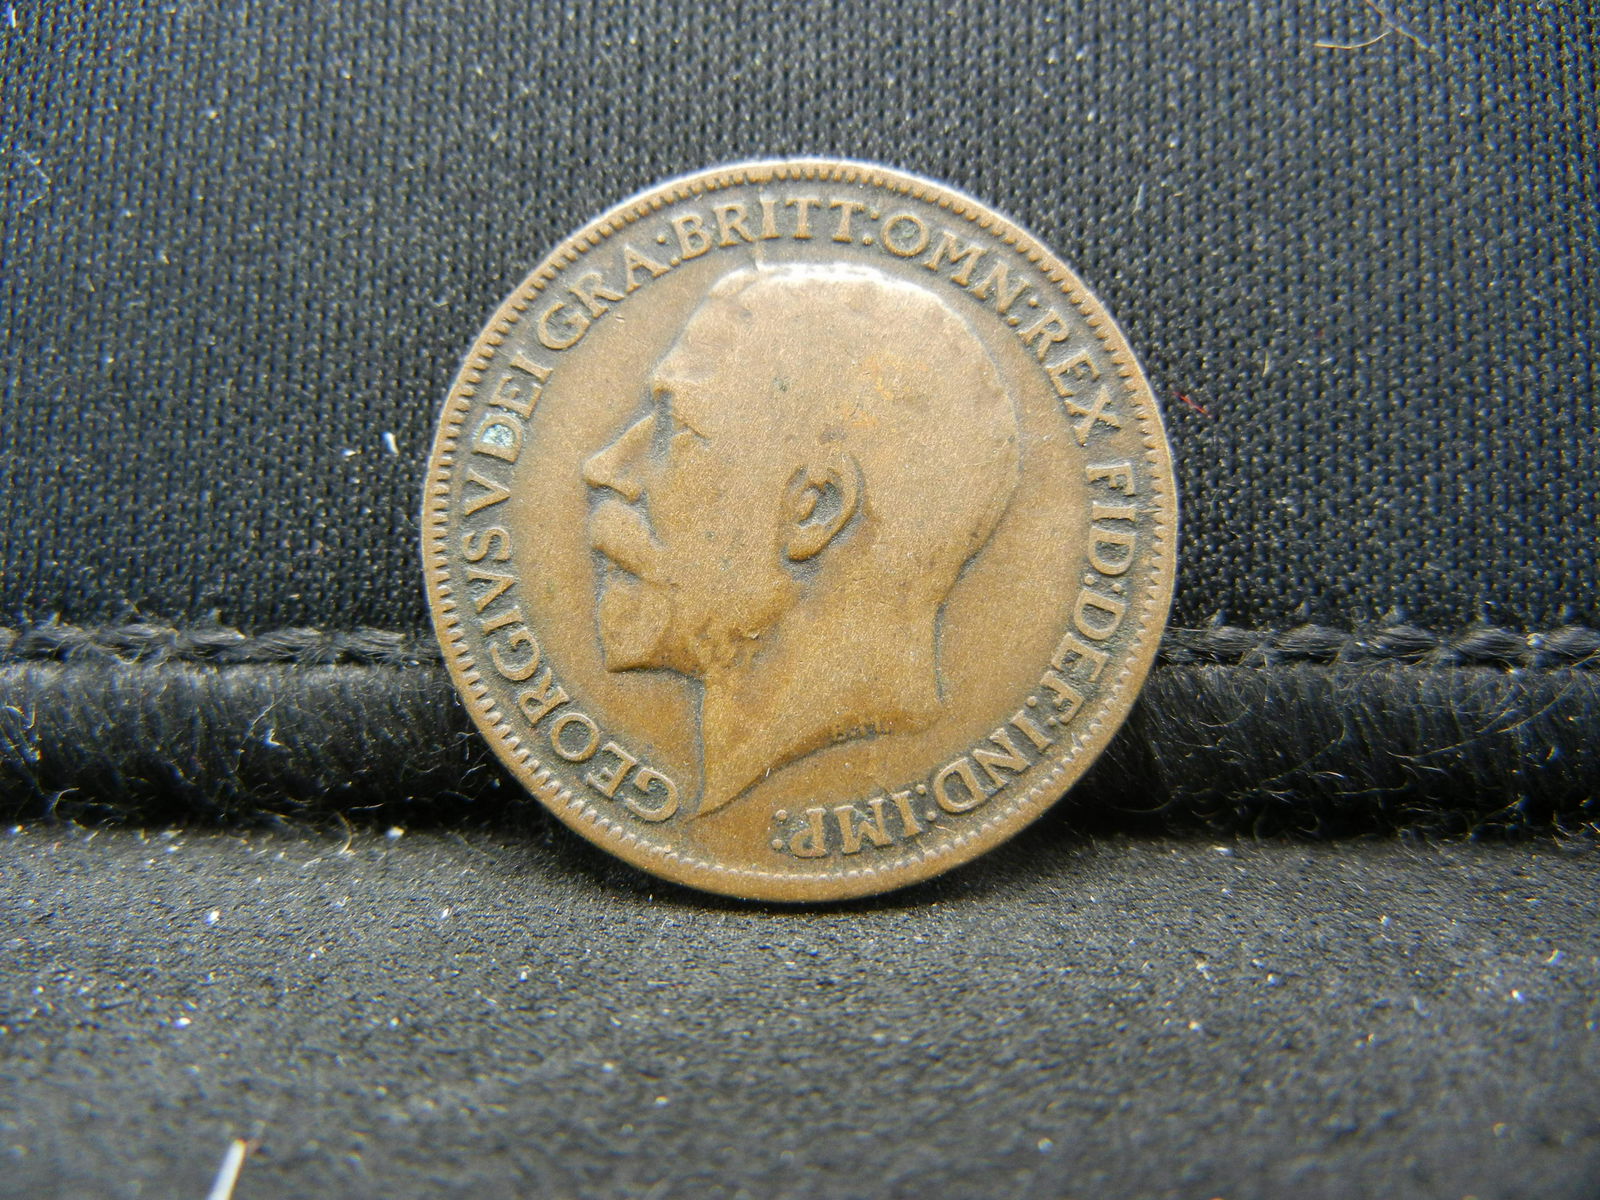 GEORGIVS V DEI GRA:BRITT:OMN:REX FID:DEF:IND:IMP: